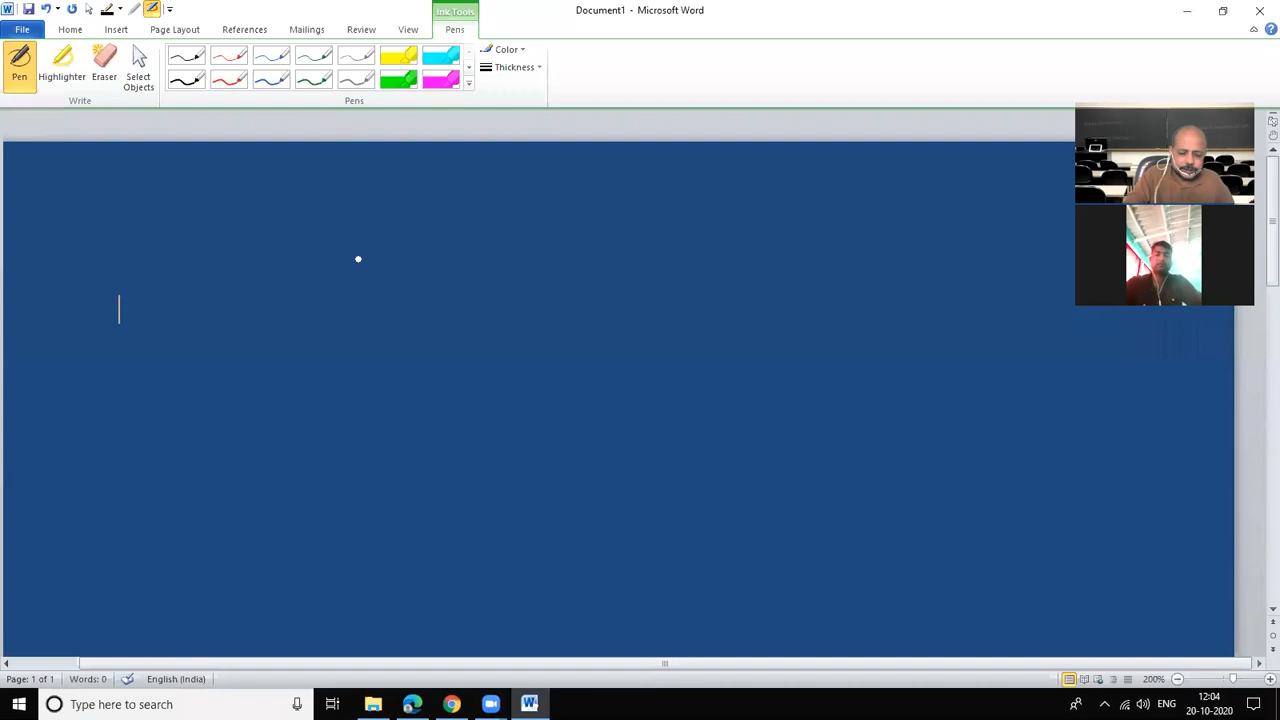 Ink Tools
Document1 - Microsoft Word
File Home Insert Page Layout References Mailings Review View Pens
Pen Highlighter Eraser Select Objects
Color
Thickness
Write
Pens
Page: 1 of 1 Words: 0 English (India) 200%
Type here to search
ENG
12:04
20-10-2020